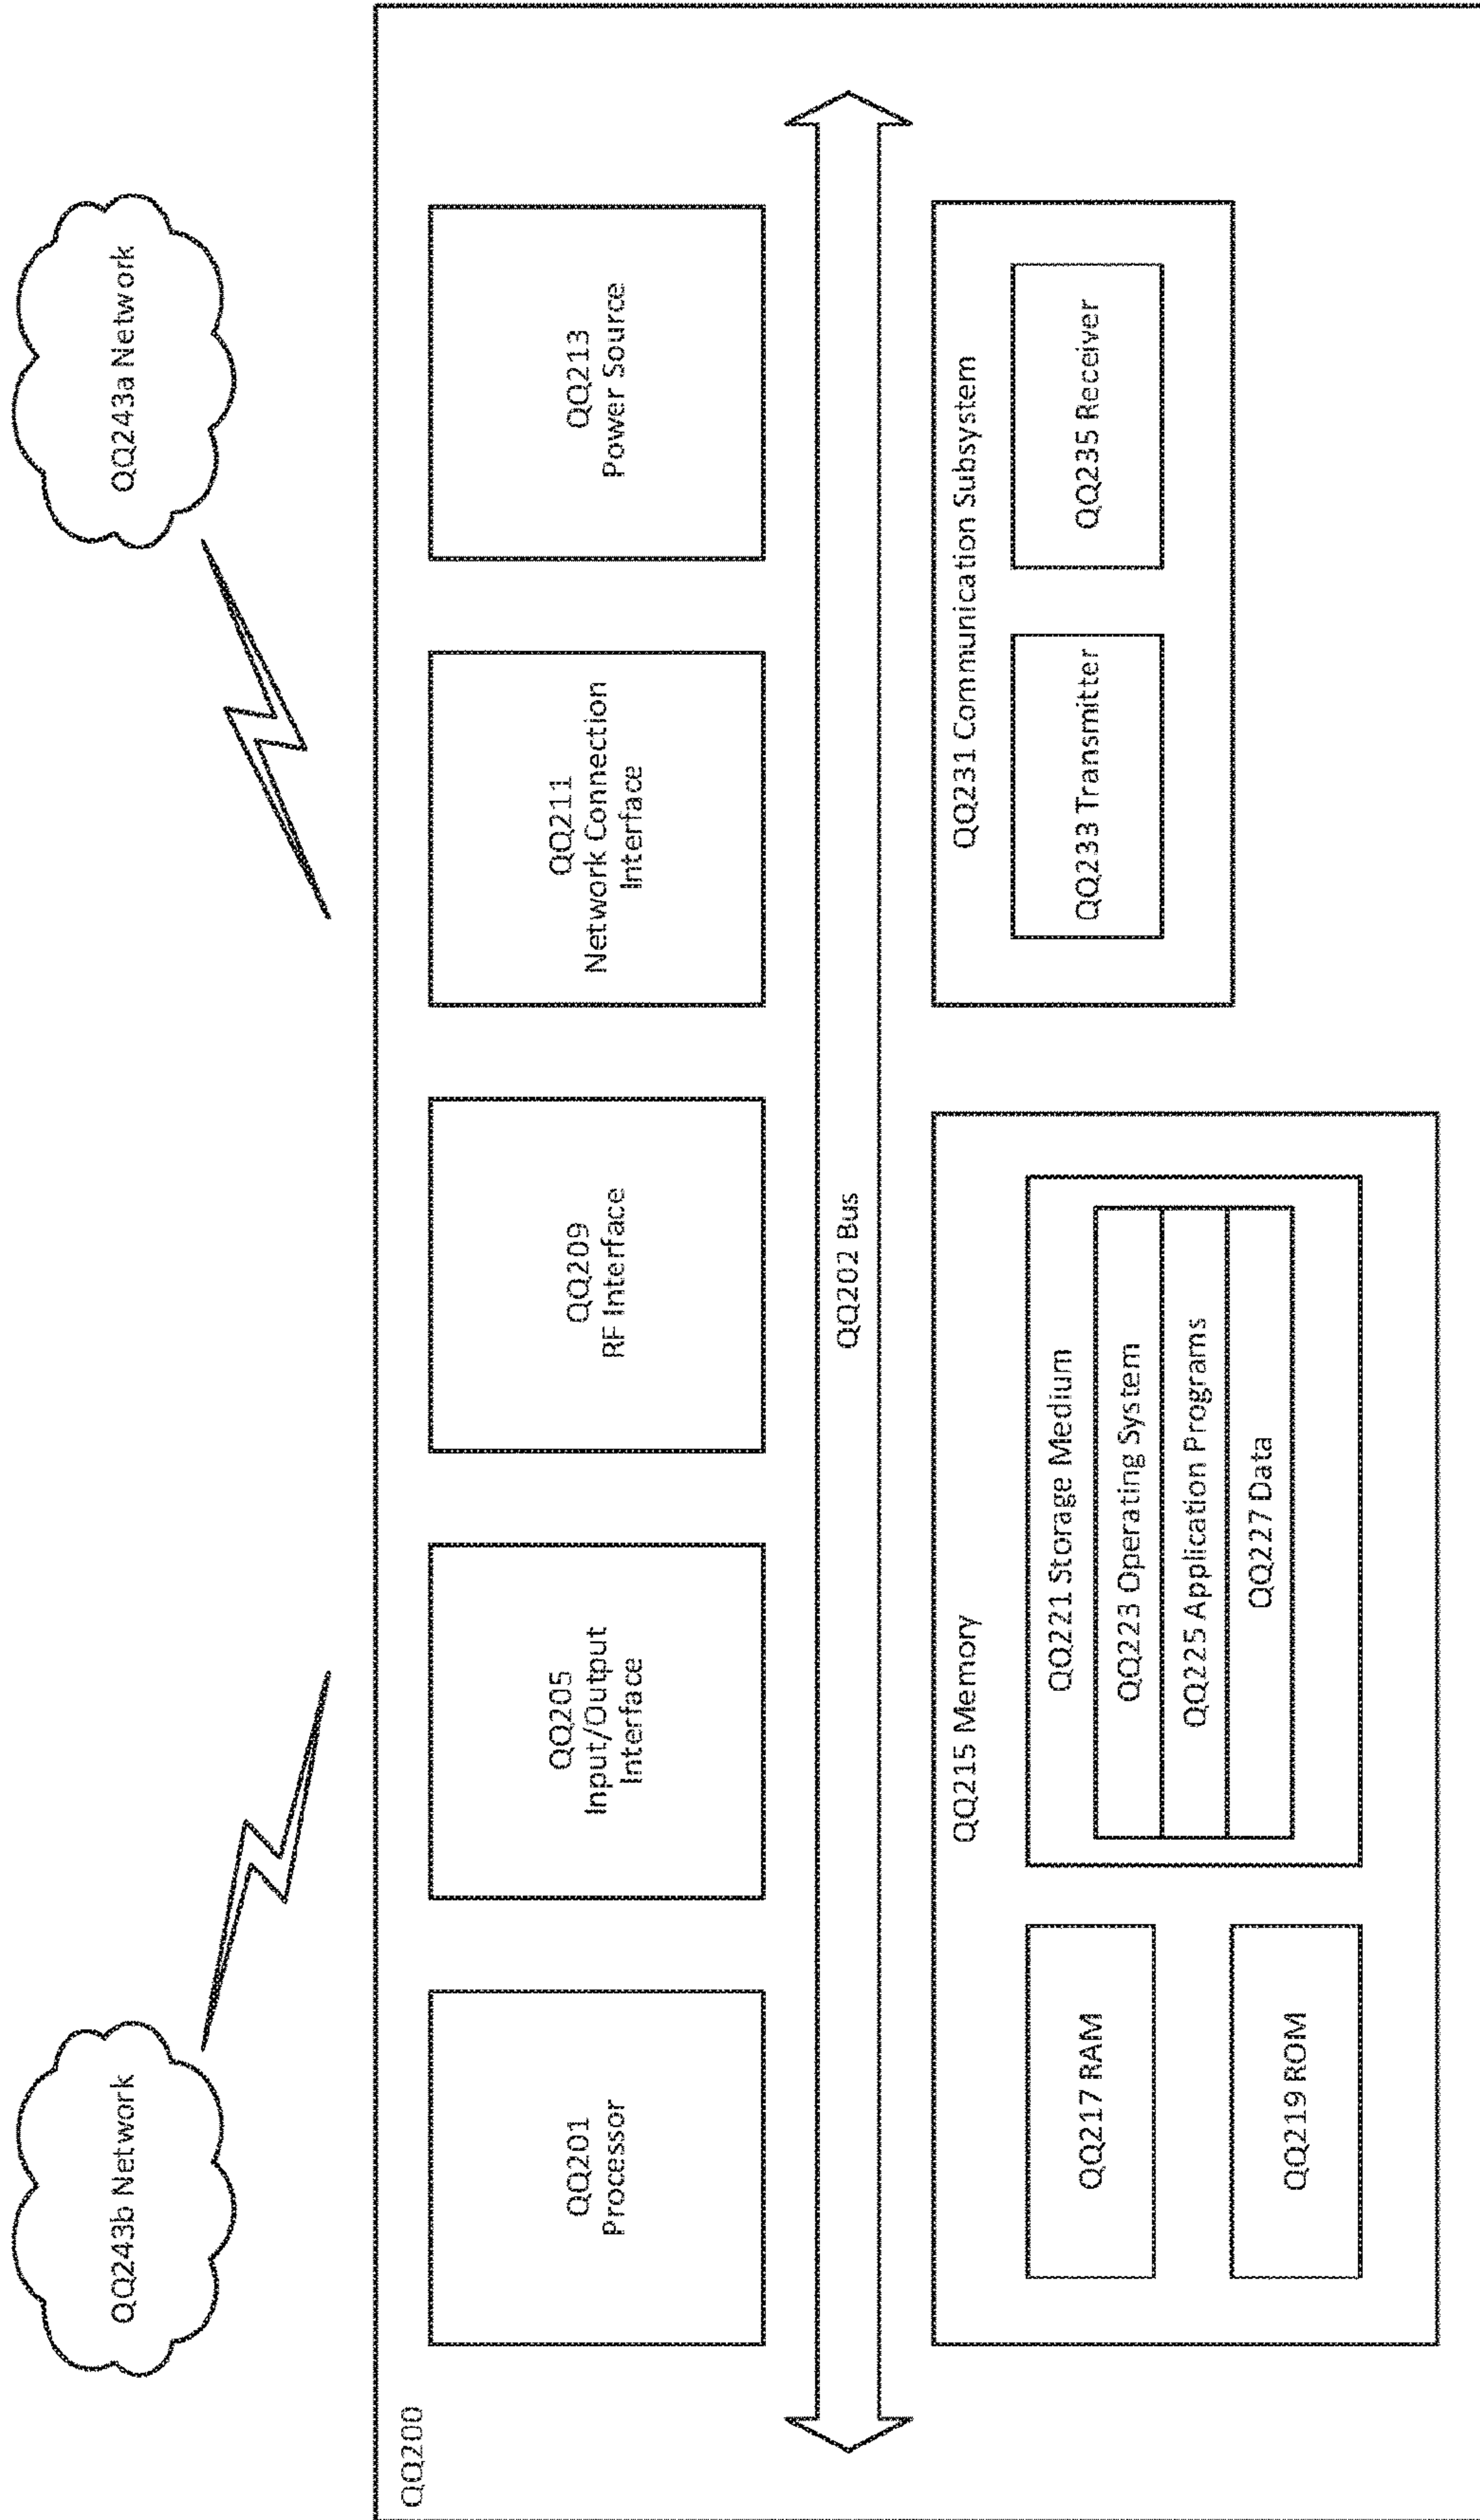 QQ243b Network
QQ243a Network
QQ200
QQ201
Processor
QQ205
Input/Output
Interface
QQ209
RF Interface
QQ211
Network Connection
Interface
QQ213
Power Source
QQ202 Bus
QQ215 Memory
QQ217 RAM
QQ219 ROM
QQ221 Storage Medium
QQ223 Operating System
QQ225 Application Programs
QQ227 Data
QQ231 Communication Subsystem
QQ233 Transmitter
QQ235 Receiver